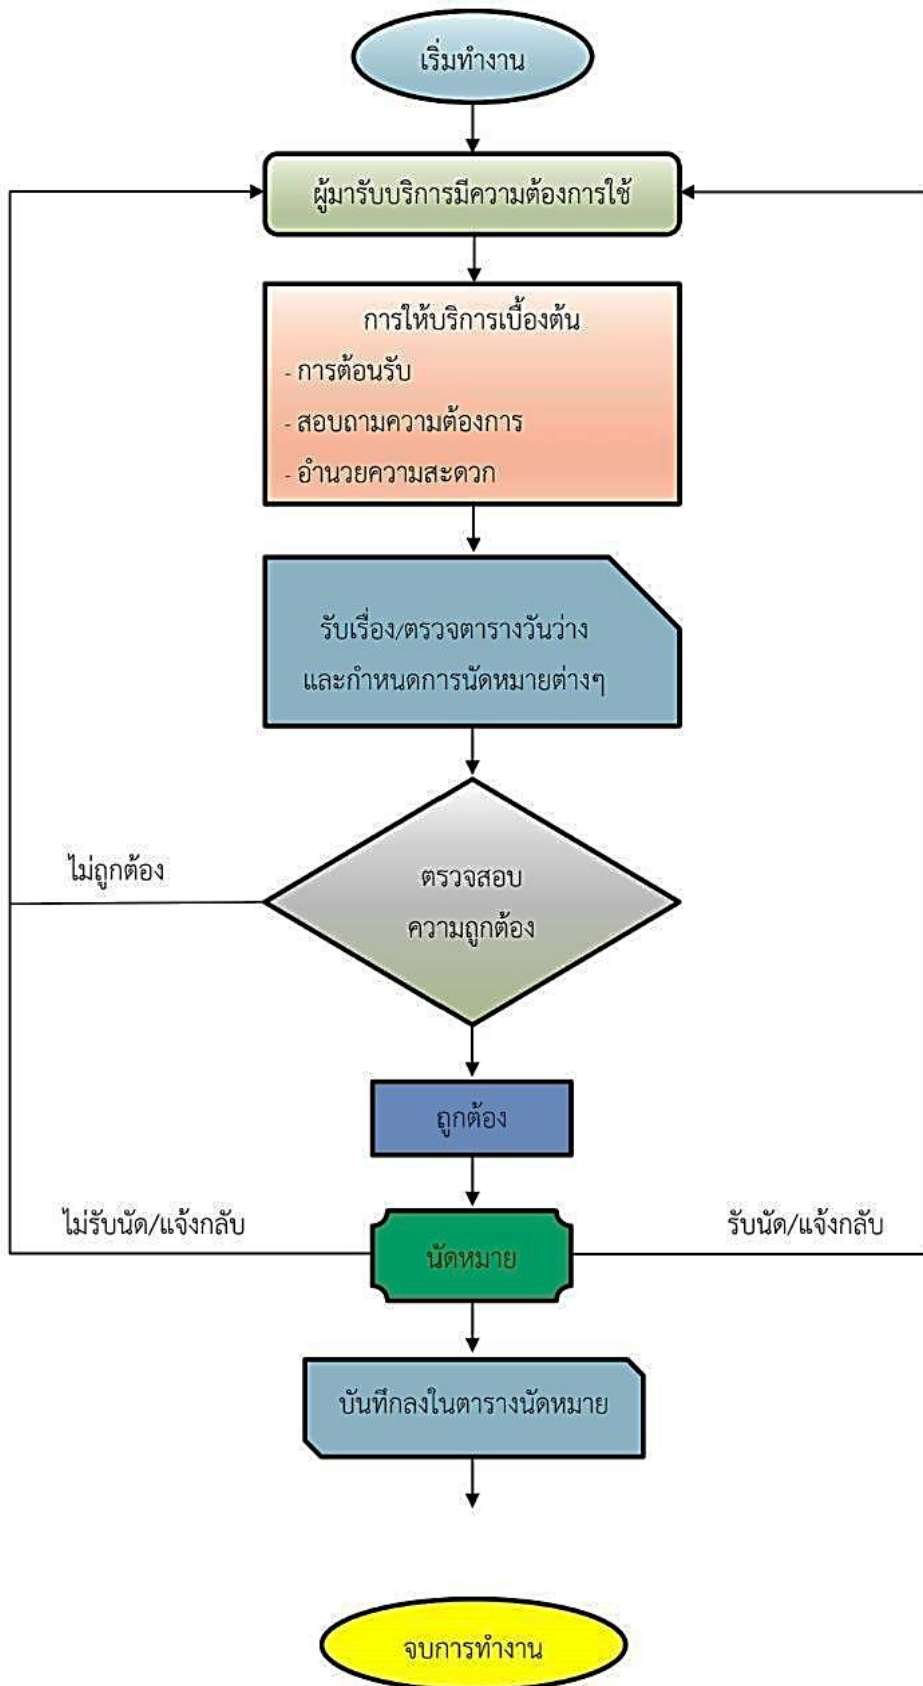 เริ่มทำงาน
ผู้มารับบริการมีความต้องการใช้
การให้บริการเบื้องต้น
- การต้อนรับ
- สอบถามความต้องการ
- อำนวยความสะดวก
รับเรื่อง/ตรวจตารางวันว่าง
และกำหนดการนัดหมายต่างๆ
ไม่ถูกต้อง
ตรวจสอบ
ความถูกต้อง
ถูกต้อง
ไม่รับนัด/แจ้งกลับ
รับนัด/แจ้งกลับ
นัดหมาย
บันทึกลงในตารางนัดหมาย
จบการทำงาน